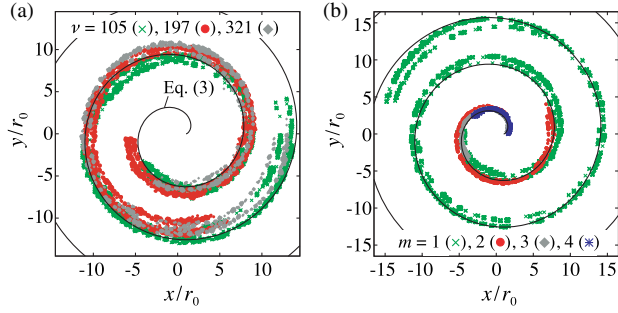 (a)
ν = 105 (×), 197 (●), 321 (◆)
Eq. (3)
y/r₀
10
5
0
-5
-10
-10 -5 0 5 10
x/r₀
(b)
y/r₀
15
10
5
0
-5
-10
-15
m = 1 (×), 2 (●), 3 (◆), 4 (✳)
-15 -10 -5 0 5 10 15
x/r₀